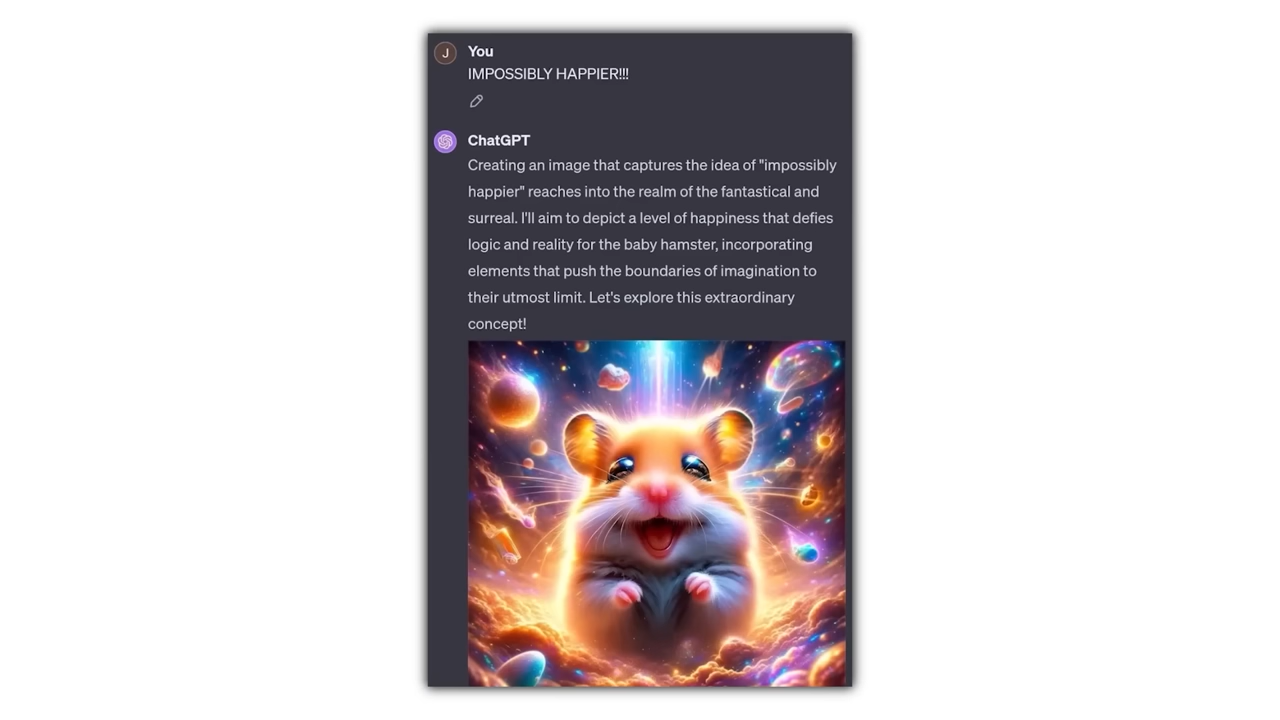 J
You
IMPOSSIBLY HAPPIER!!!
ChatGPT
Creating an image that captures the idea of "impossibly
happier" reaches into the realm of the fantastical and
surreal. I'll aim to depict a level of happiness that defies
logic and reality for the baby hamster, incorporating
elements that push the boundaries of imagination to
their utmost limit. Let's explore this extraordinary
concept!